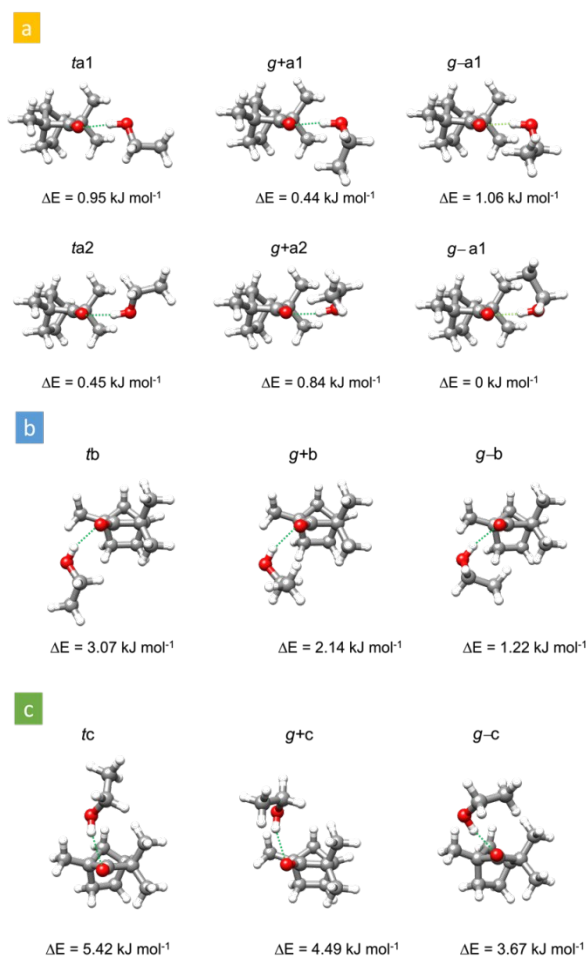 a
ta1 g+a1 g–a1
ΔE = 0.95 kJ mol⁻¹ ΔE = 0.44 kJ mol⁻¹ ΔE = 1.06 kJ mol⁻¹
ta2 g+a2 g– a1
ΔE = 0.45 kJ mol⁻¹ ΔE = 0.84 kJ mol⁻¹ ΔE = 0 kJ mol⁻¹
b
tb g+b g–b
ΔE = 3.07 kJ mol⁻¹ ΔE = 2.14 kJ mol⁻¹ ΔE = 1.22 kJ mol⁻¹
c
tc g+c g–c
ΔE = 5.42 kJ mol⁻¹ ΔE = 4.49 kJ mol⁻¹ ΔE = 3.67 kJ mol⁻¹